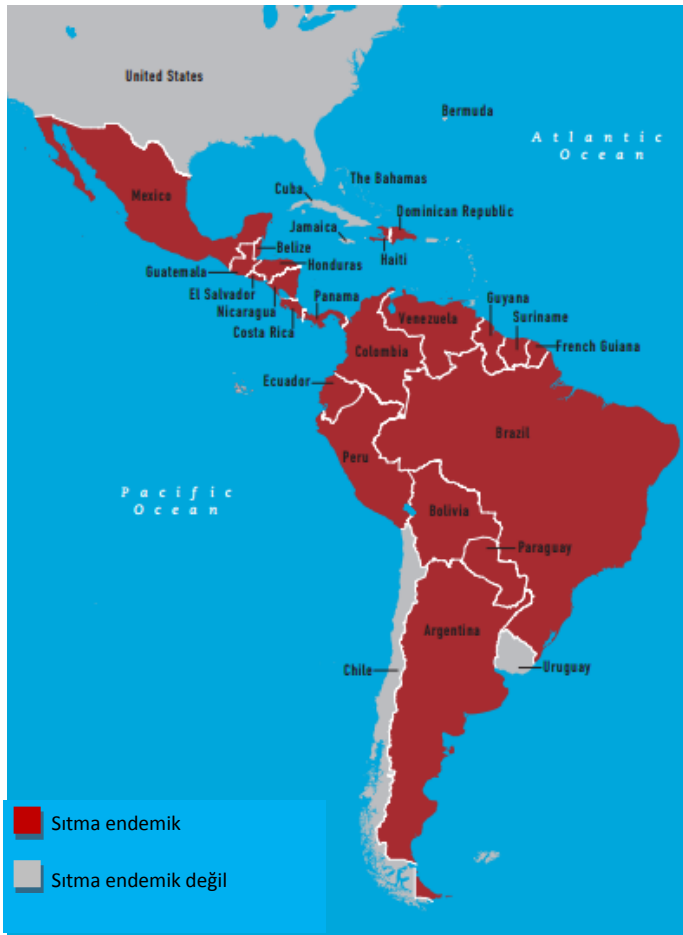 United States
Bermuda
Atlantic
Ocean
The Bahamas
Cuba
Mexico
Dominican Republic
Jamaica
Belize
Haiti
Honduras
Guatemala
El Salvador
Nicaragua
Panama
Costa Rica
Guyana
Venezuela
Suriname
French Guiana
Colombia
Ecuador
Brazil
Peru
Pacific
Ocean
Bolivia
Paraguay
Argentina
Chile
Uruguay
Sıtma endemik
Sıtma endemik değil